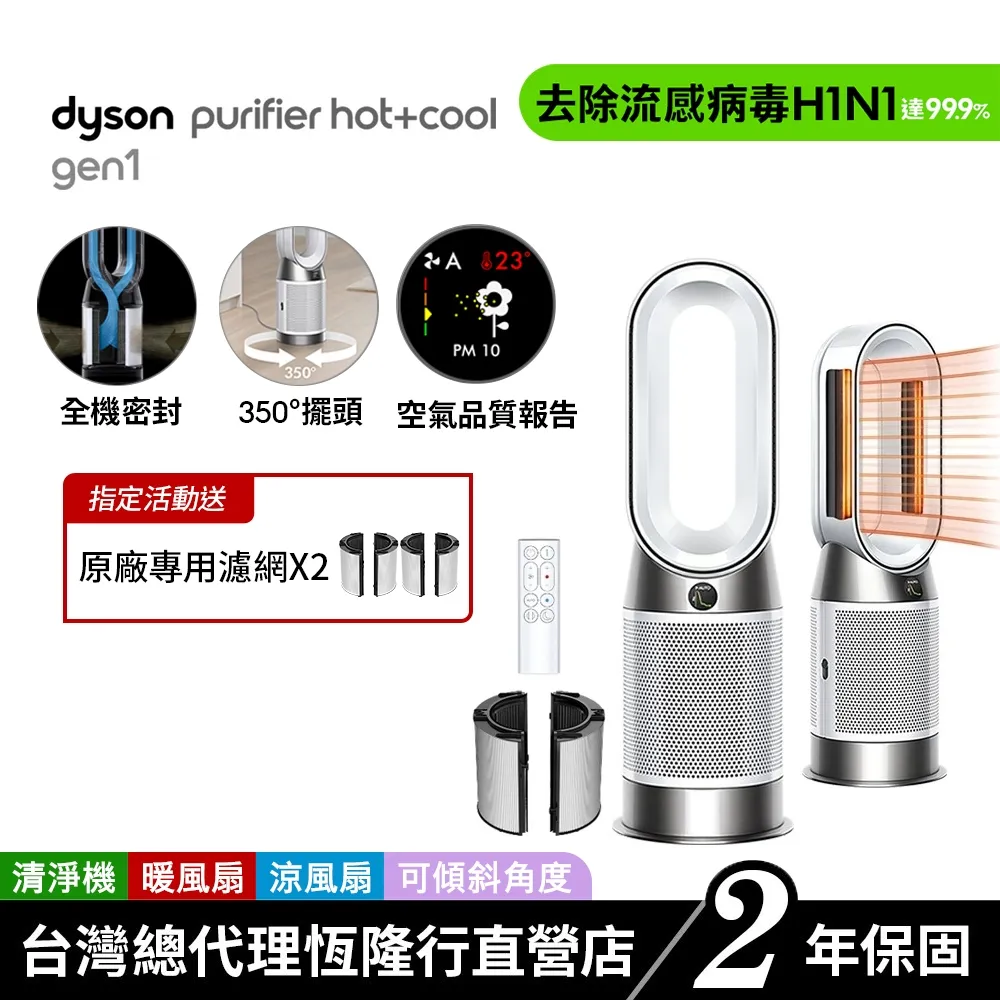 dyson purifier hot+cool
gen1
去除流感病毒H1N1達99.9%
A 23°
PM 10
350°
全機密封
350°擺頭
空氣品質報告
指定活動送
原廠專用濾網X2
清淨機
暖風扇
涼風扇
可傾斜角度
台灣總代理恆隆行直營店
2年保固